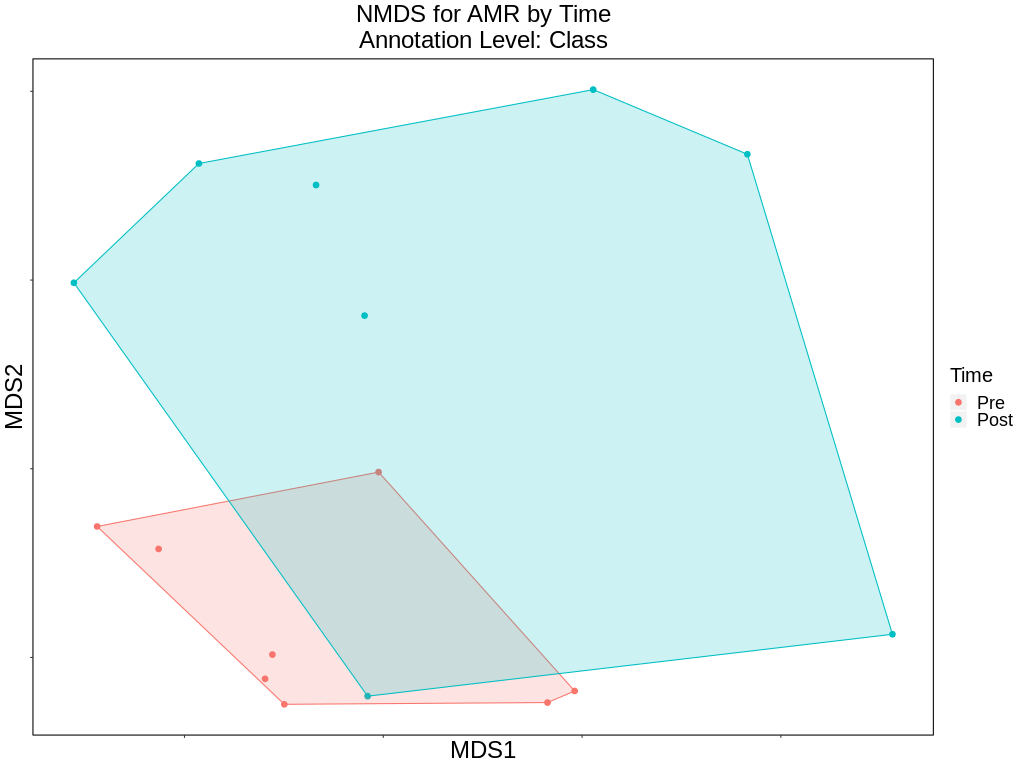 NMDS for AMR by Time
Annotation Level: Class
MDS2
Time
Pre
Post
MDS1